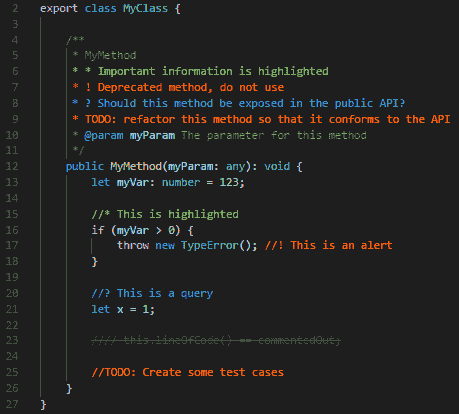 2 export class MyClass {
3
4 /**
5 * MyMethod
6 * * Important information is highlighted
7 * ! Deprecated method, do not use
8 * ? Should this method be exposed in the public API?
9 * TODO: refactor this method so that it conforms to the API
10 * @param myParam The parameter for this method
11 */
12 public MyMethod(myParam: any): void {
13 let myVar: number = 123;
14
15 //* This is highlighted
16 if (myVar > 0) {
17 throw new TypeError(); //! This is an alert
18 }
19
20 //? This is a query
21 let x = 1;
22
23 //// this.lineOfCode() == commentedOut;
24
25 //TODO: Create some test cases
26 }
27 }